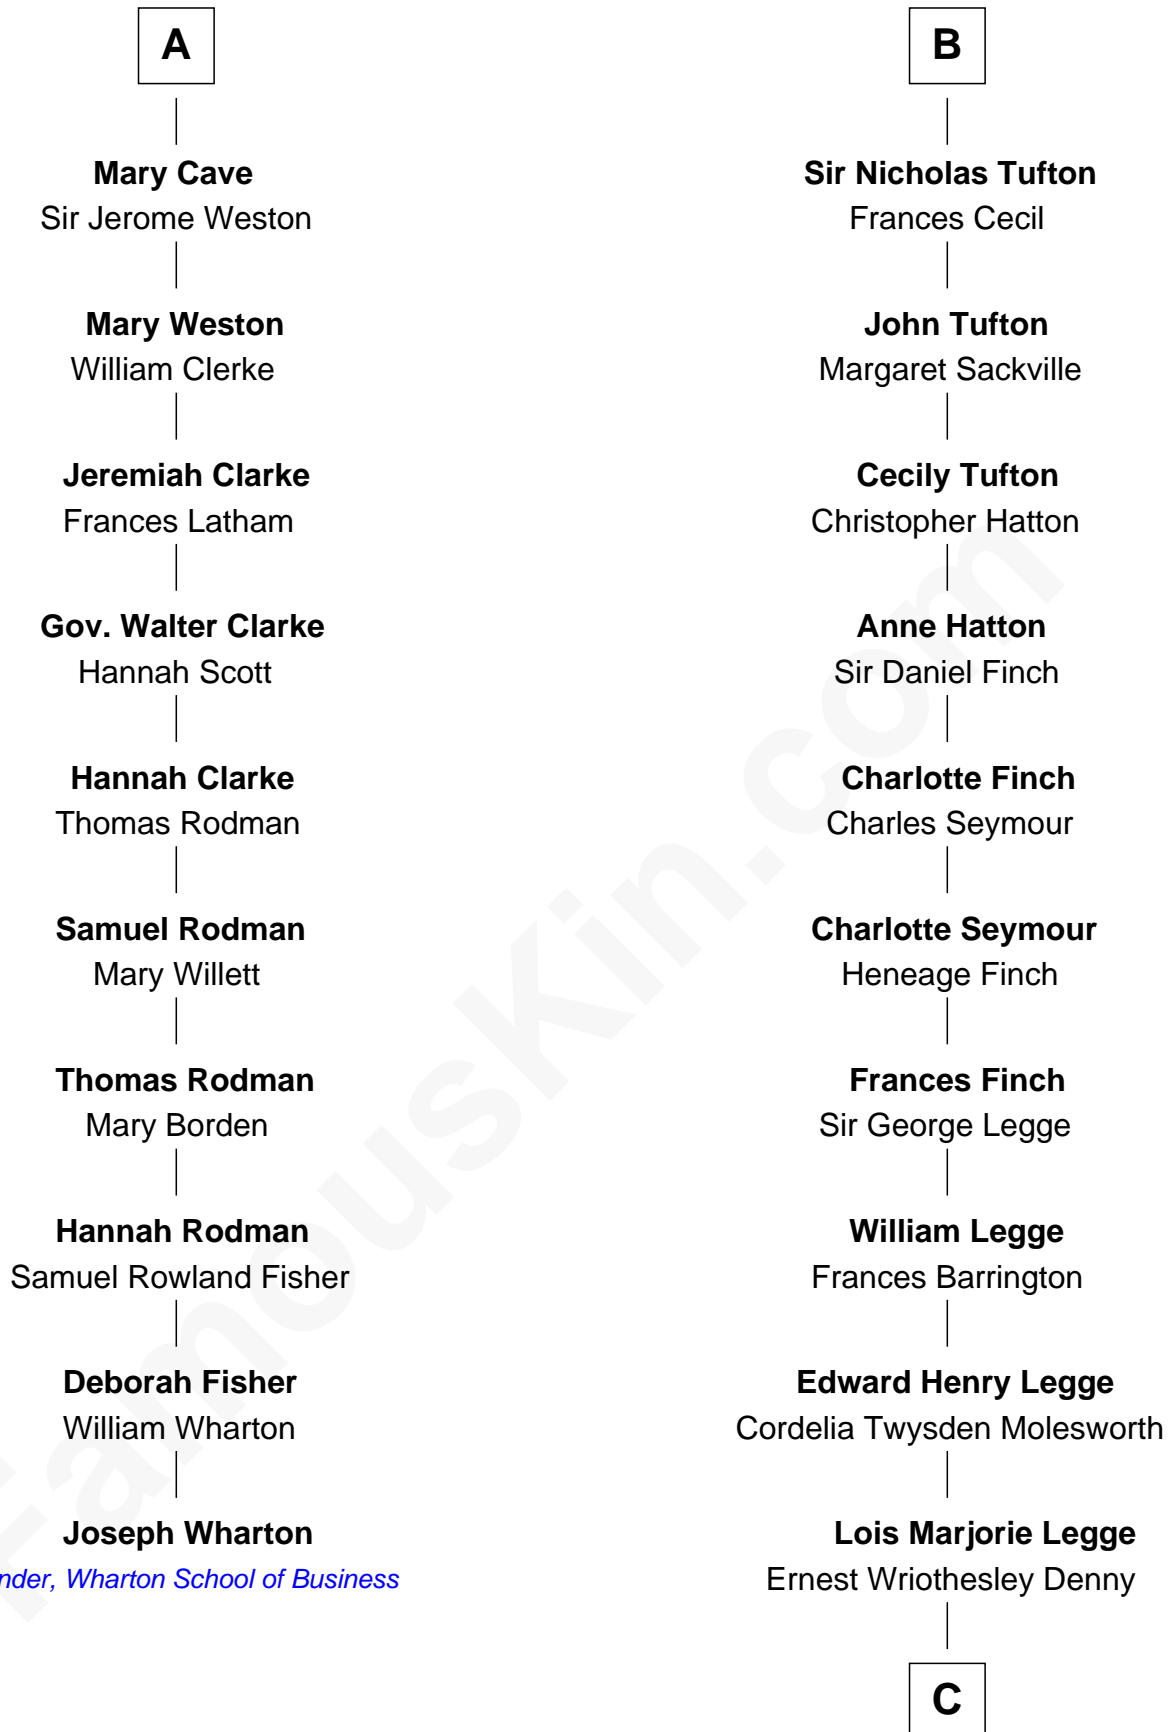 A
Mary Cave
Sir Jerome Weston
Mary Weston
William Clerke
Jeremiah Clarke
Frances Latham
Gov. Walter Clarke
Hannah Scott
Hannah Clarke
Thomas Rodman
Samuel Rodman
Mary Willett
Thomas Rodman
Mary Borden
Hannah Rodman
Samuel Rowland Fisher
Deborah Fisher
William Wharton
Joseph Wharton
nder, Wharton School of Business
B
Sir Nicholas Tufton
Frances Cecil
John Tufton
Margaret Sackville
Cecily Tufton
Christopher Hatton
Anne Hatton
Sir Daniel Finch
Charlotte Finch
Charles Seymour
Charlotte Seymour
Heneage Finch
Frances Finch
Sir George Legge
William Legge
Frances Barrington
Edward Henry Legge
Cordelia Twysden Molesworth
Lois Marjorie Legge
Ernest Wriothesley Denny
C
FamousKin.com